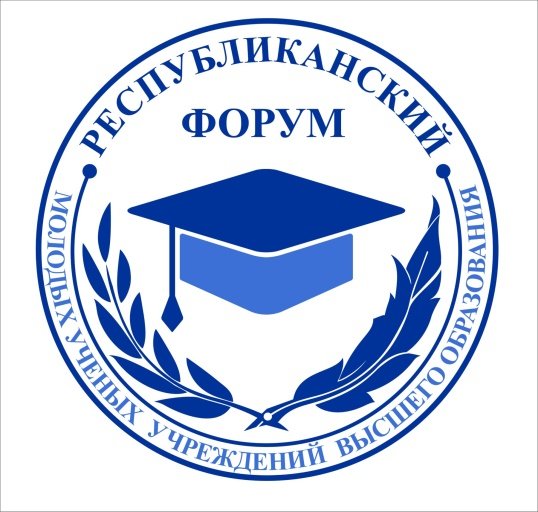 РЕСПУБЛИКАНСКИЙ
ФОРУМ
МОЛОДЫХ УЧЕНЫХ УЧРЕЖДЕНИЙ ВЫСШЕГО ОБРАЗОВАНИЯ